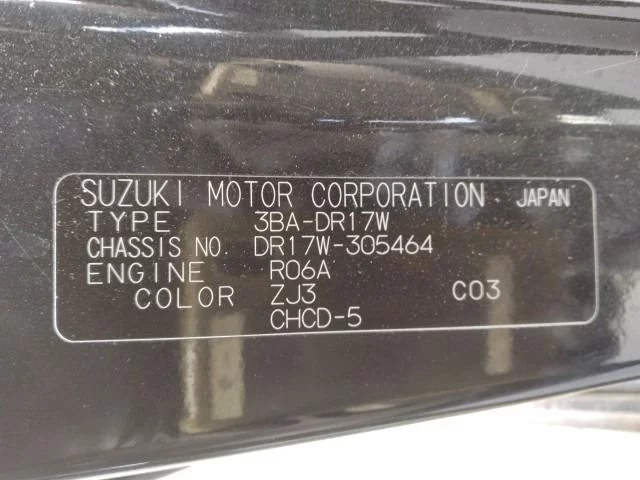 SUZUKI MOTOR CORPORATION JAPAN
TYPE 3BA-DR17W
CHASSIS NO. DR17W-305464
ENGINE R06A
COLOR ZJ3 C03
CHCD-5